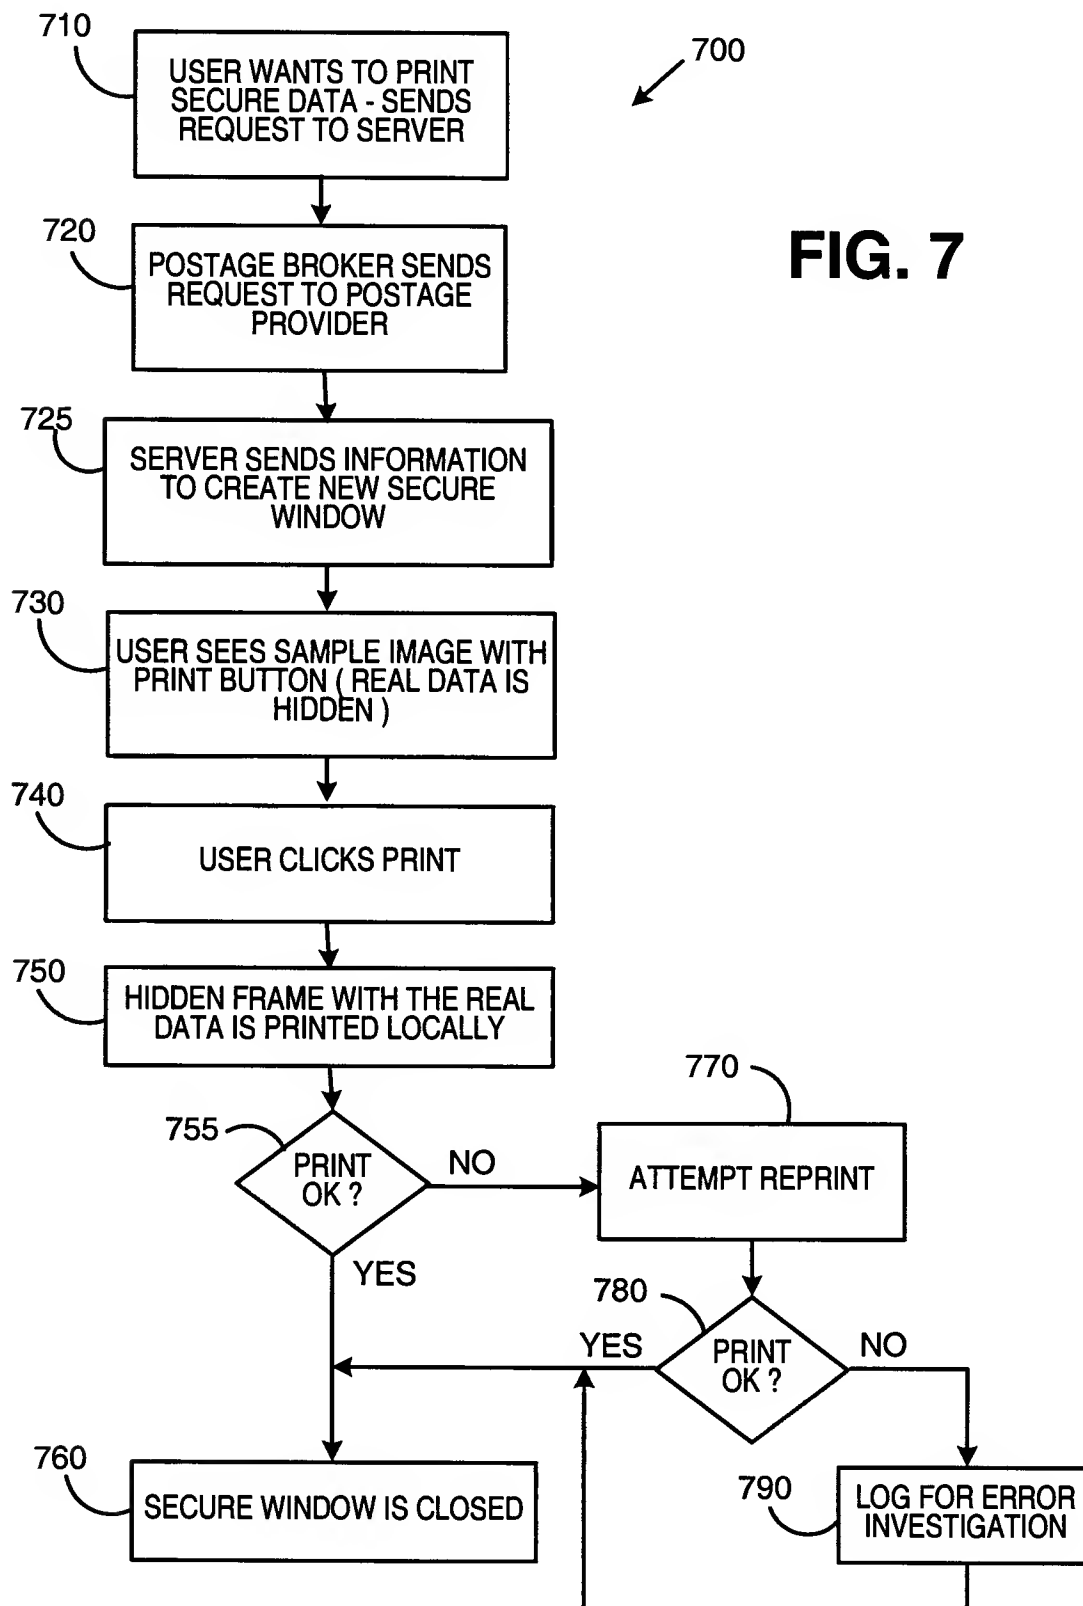 710
USER WANTS TO PRINT
SECURE DATA - SENDS
REQUEST TO SERVER
700
FIG. 7
720
POSTAGE BROKER SENDS
REQUEST TO POSTAGE
PROVIDER
725
SERVER SENDS INFORMATION
TO CREATE NEW SECURE
WINDOW
730
USER SEES SAMPLE IMAGE WITH
PRINT BUTTON ( REAL DATA IS
HIDDEN )
740
USER CLICKS PRINT
750
HIDDEN FRAME WITH THE REAL
DATA IS PRINTED LOCALLY
755
PRINT
OK ?
NO
YES
770
ATTEMPT REPRINT
780
PRINT
OK ?
YES
NO
760
SECURE WINDOW IS CLOSED
790
LOG FOR ERROR
INVESTIGATION